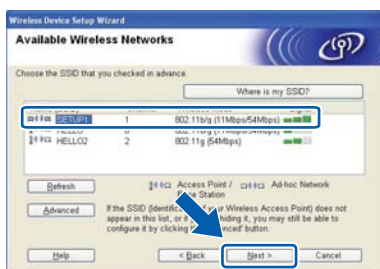 Wireless Device Setup Wizard
Available Wireless Networks
Choose the SSID that you checked in advance.
Where is my SSID?
SETUP1 1 802.11b/g (11Mbps/54Mbps)
HELLO2 2 802.11g (54Mbps)
Refresh
Access Point / Ad-hoc Network
Base Station
Advanced
If the SSID (Identific your Wireless Access Point) does not
appear in this list, or if hiding it, you may still be able to
configure it by clicking th 'Advanced' button.
Help
< Back
Next >
Cancel